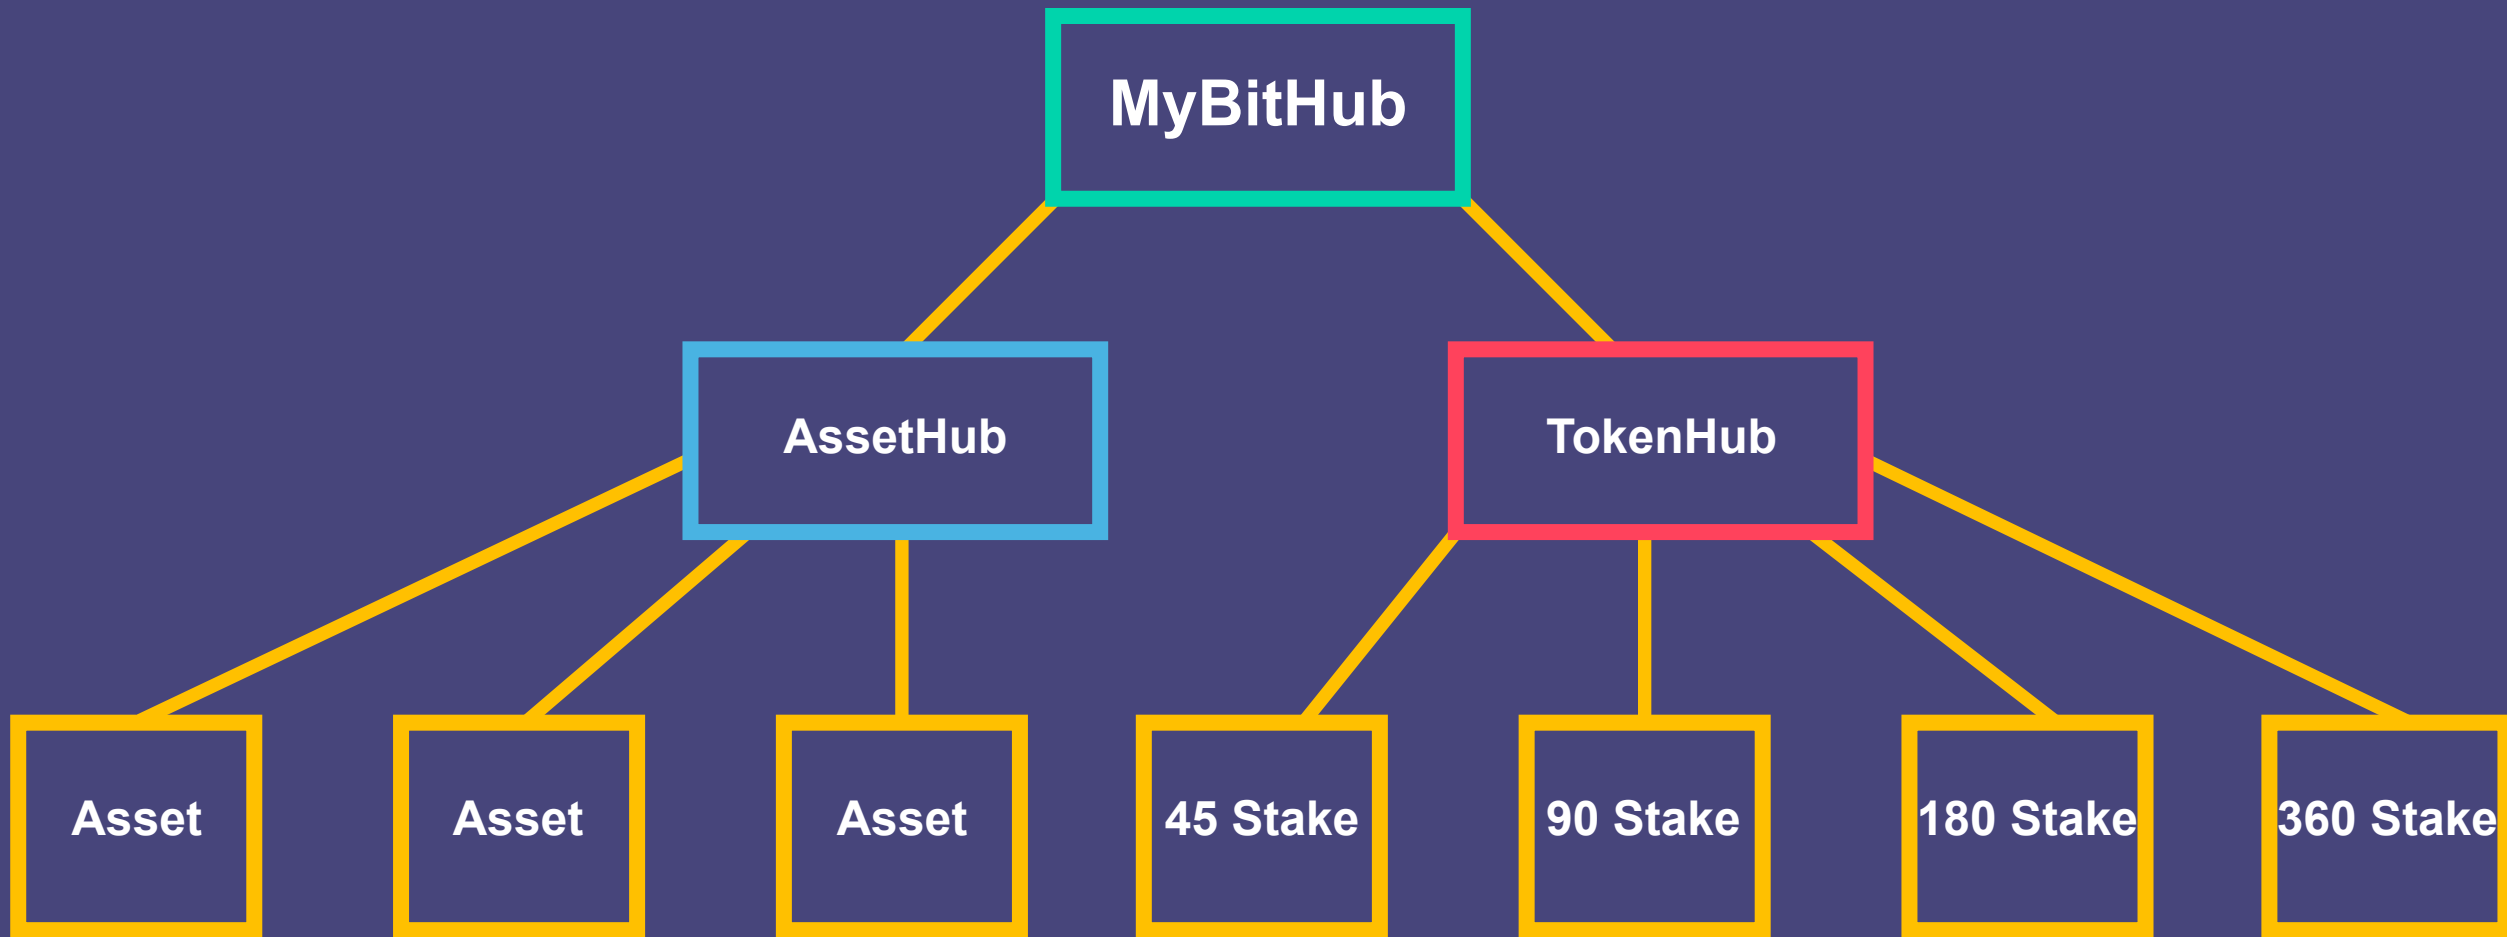 MyBitHub
AssetHub
TokenHub
Asset
Asset
Asset
45 Stake
90 Stake
180 Stake
360 Stake